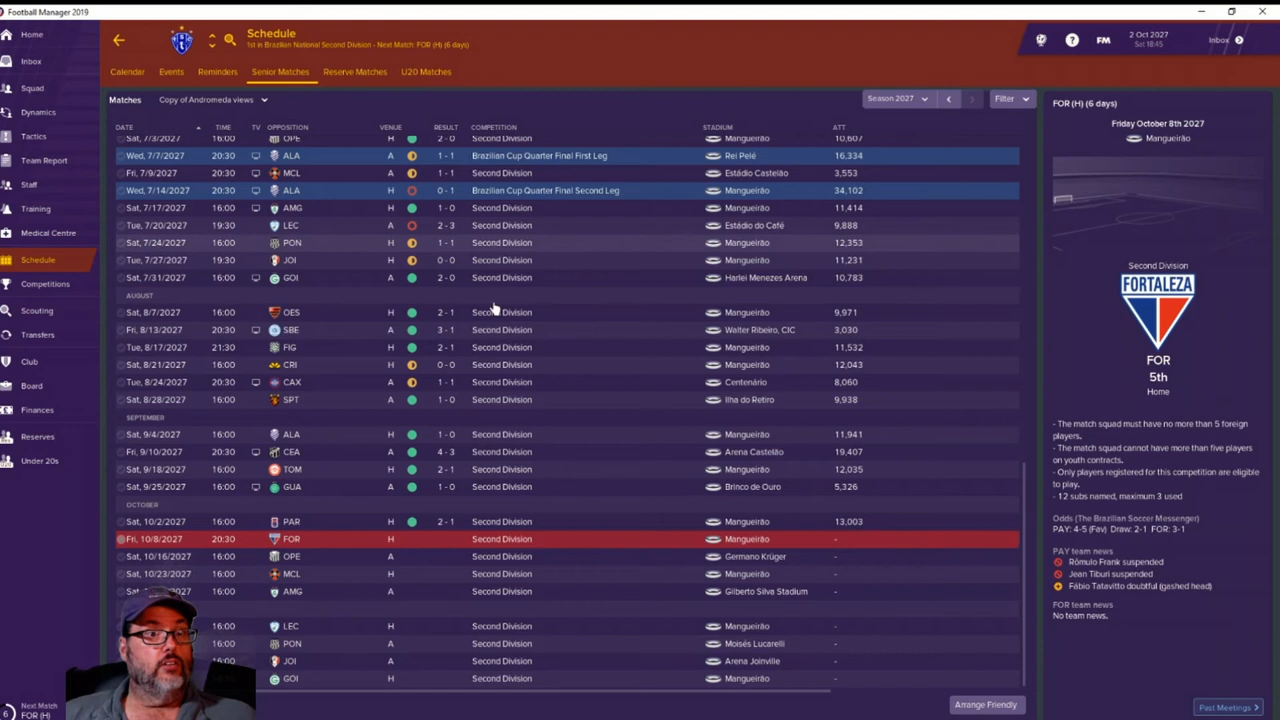 Football Manager 2019
Home
Inbox
Squad
Dynamics
Tactics
Team Report
Staff
Training
Medical Centre
Schedule
Competitions
Scouting
Transfers
Club
Board
Finances
Reserves
Under 20s
Next Match
FOR (H)
6
Schedule
1st in Brazilian National Second Division - Next Match: FOR (H) (6 days)
? FM 2 Oct 2027 Sat 18:45 Inbox
Calendar Events Reminders Senior Matches Reserve Matches U20 Matches
Matches Copy of Andromeda views Season 2027 Filter
DATE TIME TV OPPOSITION VENUE RESULT COMPETITION STADIUM ATT
Sat, 7/3/2027 16:00 OPE H 2 - 0 Second Division Mangueirão 10,607
Wed, 7/7/2027 20:30 ALA A 1 - 1 Brazilian Cup Quarter Final First Leg Rei Pelé 16,334
Fri, 7/9/2027 20:30 MCL A 1 - 1 Second Division Estádio Castelão 3,553
Wed, 7/14/2027 20:30 ALA H 0 - 1 Brazilian Cup Quarter Final Second Leg Mangueirão 34,102
Sat, 7/17/2027 16:00 AMG H 1 - 0 Second Division Mangueirão 11,414
Tue, 7/20/2027 19:30 LEC A 2 - 3 Second Division Estádio do Café 9,888
Sat, 7/24/2027 16:00 PON H 1 - 1 Second Division Mangueirão 12,353
Tue, 7/27/2027 19:30 JOI H 0 - 0 Second Division Mangueirão 11,231
Sat, 7/31/2027 16:00 GOI A 2 - 0 Second Division Harlei Menezes Arena 10,783
AUGUST
Sat, 8/7/2027 16:00 OES H 2 - 1 Second Division Mangueirão 9,971
Fri, 8/13/2027 20:30 SBE A 3 - 1 Second Division Walter Ribeiro, CIC 3,030
Tue, 8/17/2027 21:30 FIG H 2 - 1 Second Division Mangueirão 11,532
Sat, 8/21/2027 16:00 CRI H 0 - 0 Second Division Mangueirão 12,043
Tue, 8/24/2027 20:30 CAX A 1 - 1 Second Division Centenário 8,060
Sat, 8/28/2027 16:00 SPT A 1 - 0 Second Division Ilha do Retiro 9,938
SEPTEMBER
Sat, 9/4/2027 16:00 ALA H 1 - 0 Second Division Mangueirão 11,941
Fri, 9/10/2027 20:30 CEA A 4 - 3 Second Division Arena Castelão 19,407
Sat, 9/18/2027 16:00 TOM H 2 - 1 Second Division Mangueirão 12,035
Sat, 9/25/2027 16:00 GUA A 1 - 0 Second Division Brinco de Ouro 5,326
OCTOBER
Sat, 10/2/2027 16:00 PAR H 2 - 1 Second Division Mangueirão 13,003
Fri, 10/8/2027 20:30 FOR H Second Division Mangueirão -
Sat, 10/16/2027 16:00 OPE A Second Division Germano Krüger -
Sat, 10/23/2027 16:00 MCL H Second Division Mangueirão -
16:00 AMG A Second Division Gilberto Silva Stadium -
16:00 LEC H Second Division Mangueirão -
16:00 PON A Second Division Moisés Lucarelli -
16:00 JOI A Second Division Arena Joinville -
GOI H Second Division Mangueirão -
Arrange Friendly
FOR (H) (6 days)
Friday October 8th 2027
Mangueirão
Second Division
FORTALEZA
FOR
5th
Home
- The match squad must have no more than 5 foreign
players.
- The match squad cannot have more than five players
on youth contracts.
- Only players registered for this competition are eligible
to play.
- 12 subs named, maximum 3 used
Odds (The Brazilian Soccer Messenger)
PAY: 4-5 (Fav) Draw: 2-1 FOR: 3-1
PAY team news
Rômulo Frank suspended
Jean Tiburi suspended
Fábio Tatavitto doubtful (gashed head)
FOR team news
No team news.
Past Meetings